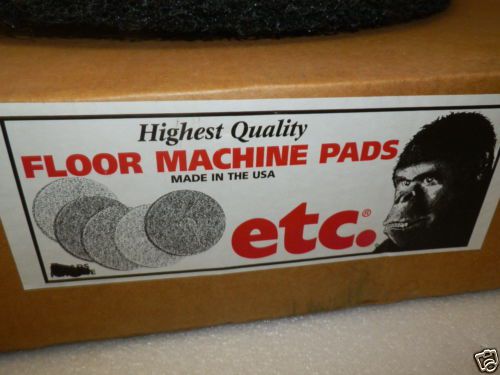 Highest Quality
FLOOR MACHINE PADS
MADE IN THE USA
etc.®